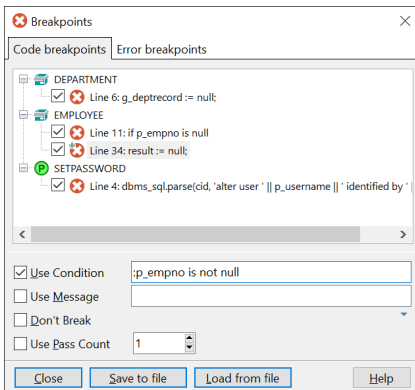 Breakpoints
Code breakpoints Error breakpoints
DEPARTMENT
Line 6: g_deptrecord := null;
EMPLOYEE
Line 11: if p_empno is null
Line 34: result := null;
P SETPASSWORD
Line 4: dbms_sql.parse(cid, 'alter user ' || p_username || ' identified by ' |
Use Condition :p_empno is not null
Use Message
Don't Break
Use Pass Count 1
Close Save to file Load from file Help